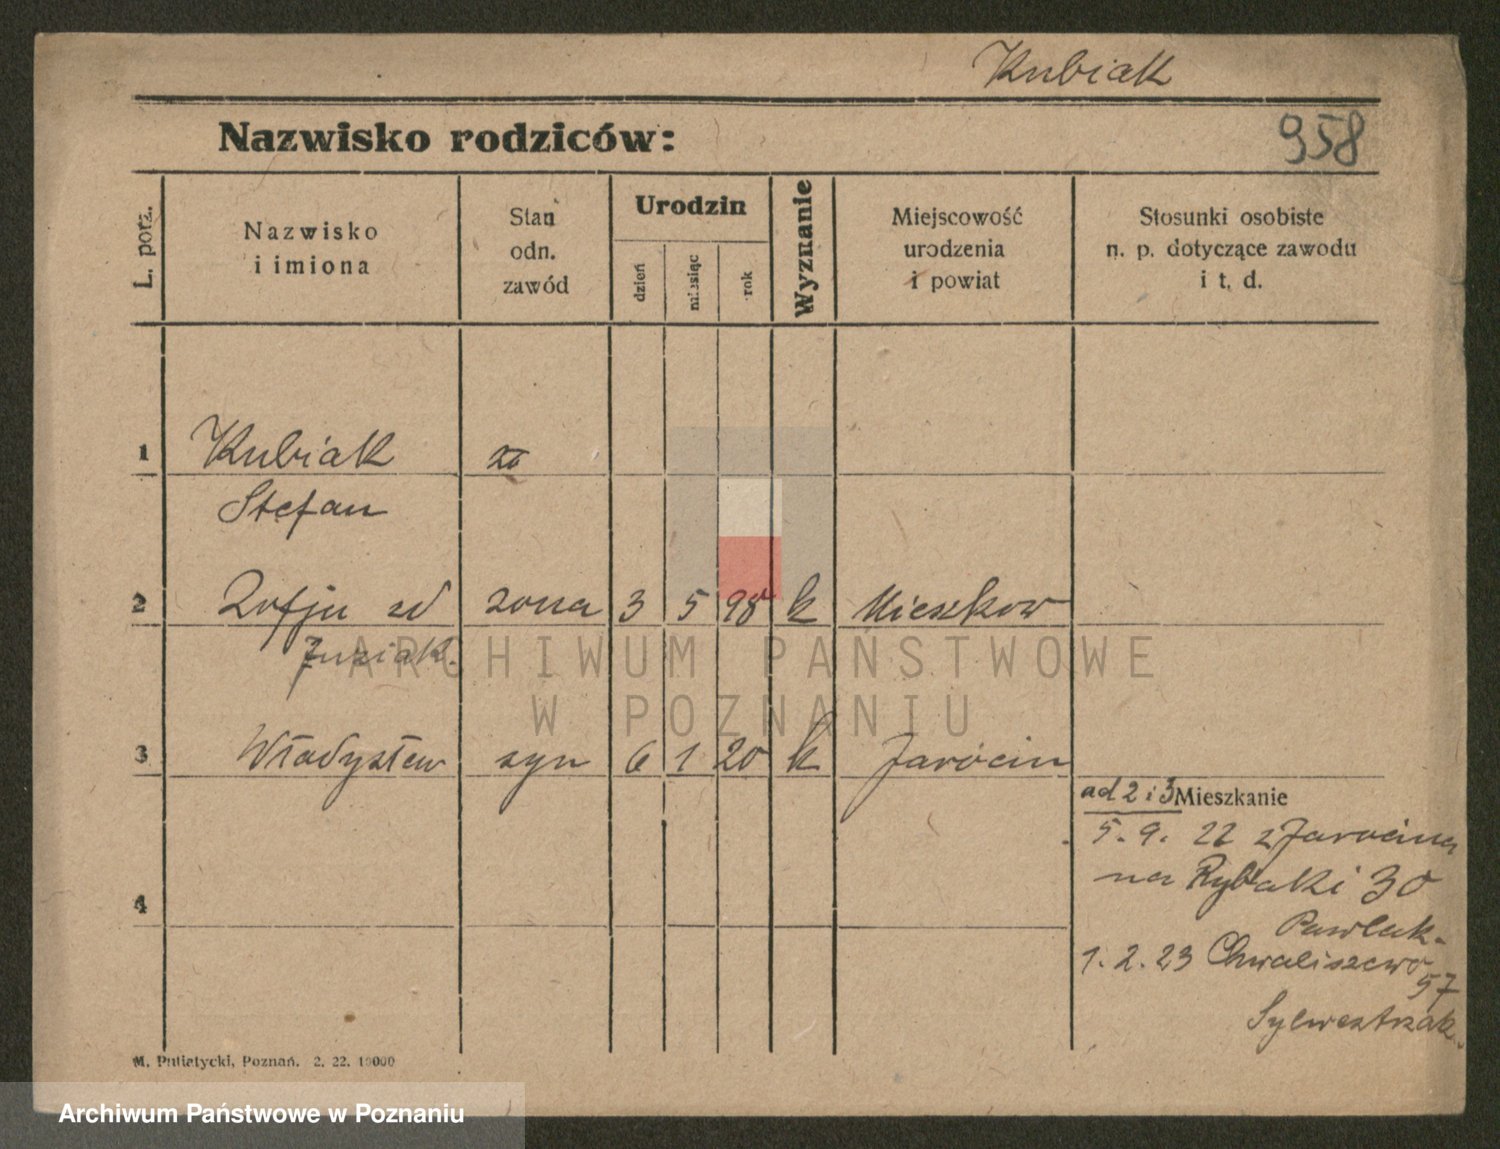 Kubiak
958
Nazwisko rodziców:
L. porz.
Nazwisko
i imiona
Stan
odn.
zawód
Urodzin
dzień
miesiąc
rok
Wyznanie
Miejscowość
urodzenia
i powiat
Stosunki osobiste
n. p. dotyczące zawodu
i t. d.
1 Kubiak
Stefan
2 Zofja zd żona 3 5 98 k Mieszkow
Juziak.
3 Władysław syn 6 1 20 k Jarocin
ad 2 i 3 Mieszkanie
5. 9. 22 z Jarocina
na Rybaki 30
4
Pawlak.
1. 2. 23 Chwaliszewo
57
Sylwestrzak.
M. Putiatycki, Poznań. 2. 22. 10000
ARCHIWUM PAŃSTWOWE
W POZNANIU
Archiwum Państwowe w Poznaniu